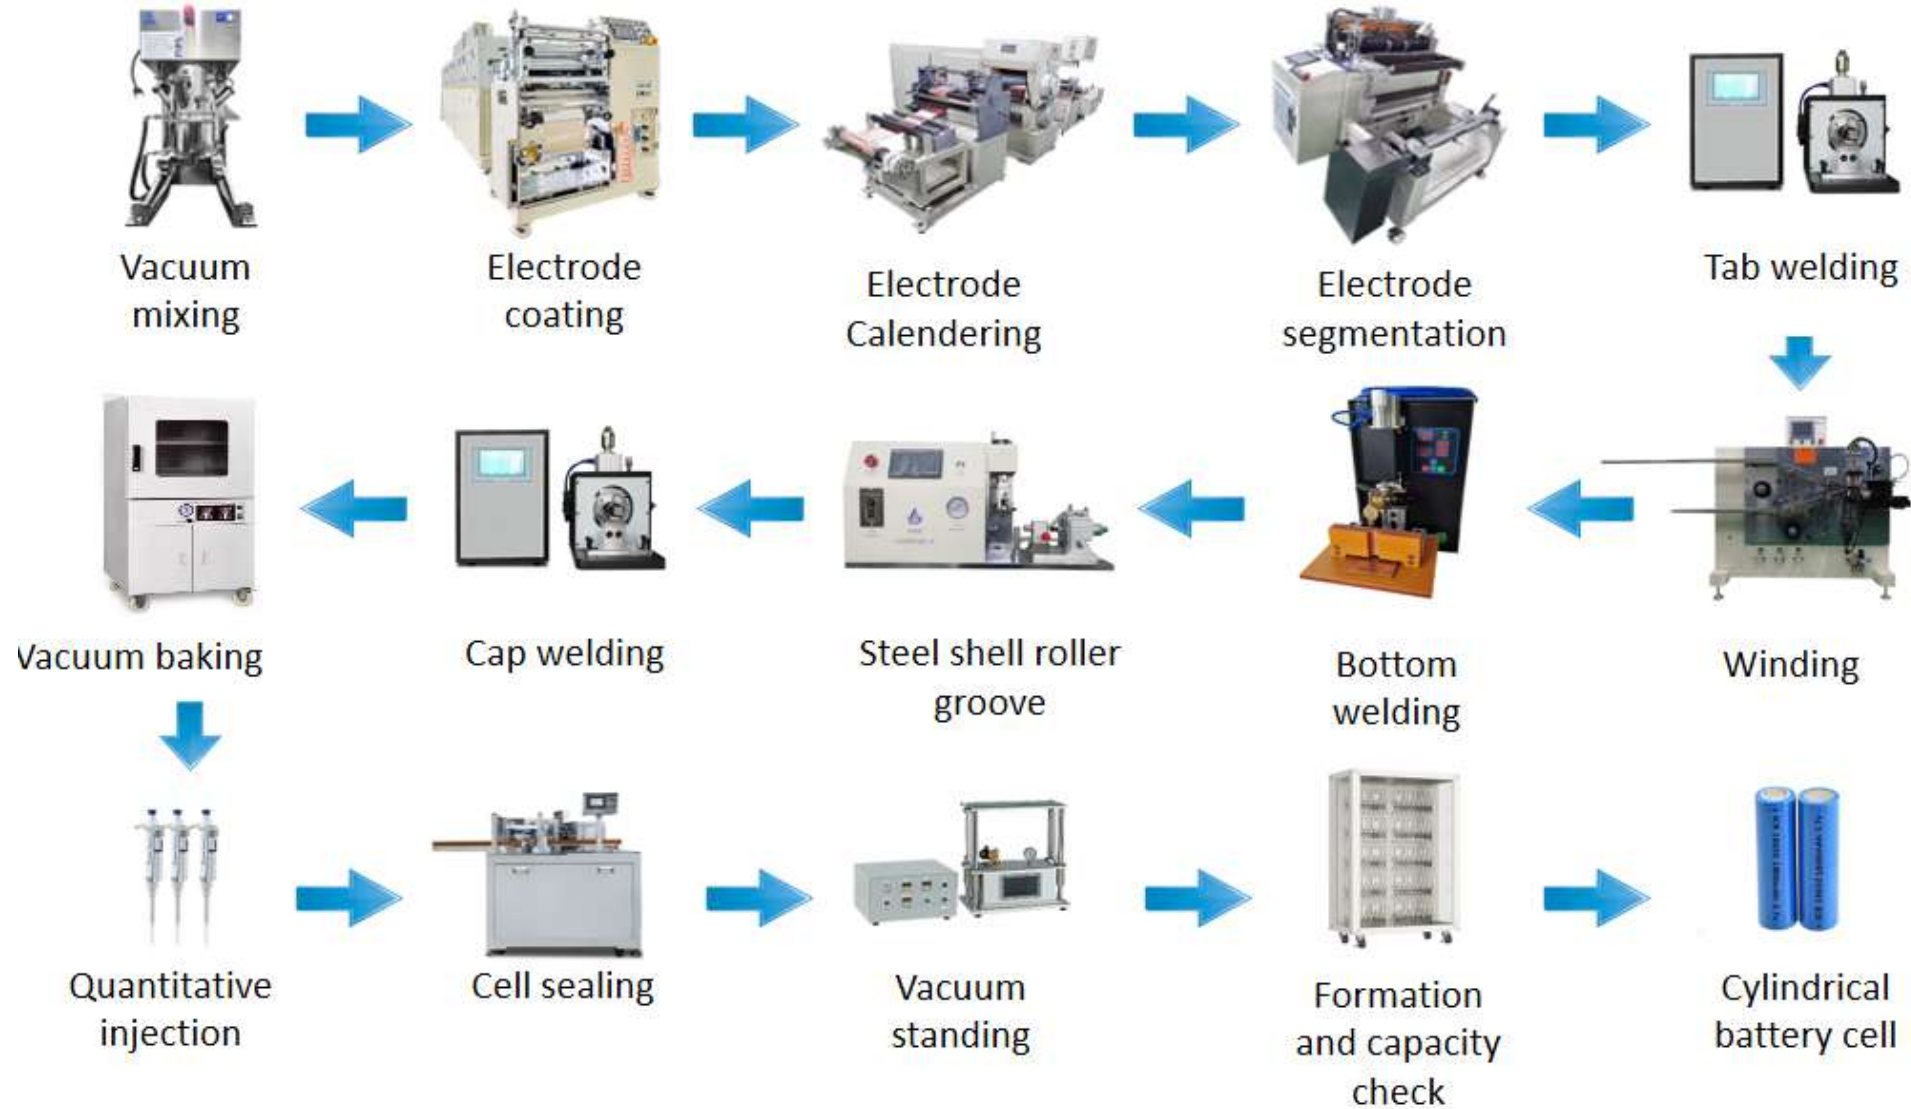 Vacuum
mixing
Electrode
coating
Electrode
Calendering
Electrode
segmentation
Tab welding
Winding
Bottom
welding
Steel shell roller
groove
Cap welding
Vacuum baking
Quantitative
injection
Cell sealing
Vacuum
standing
Formation
and capacity
check
Cylindrical
battery cell